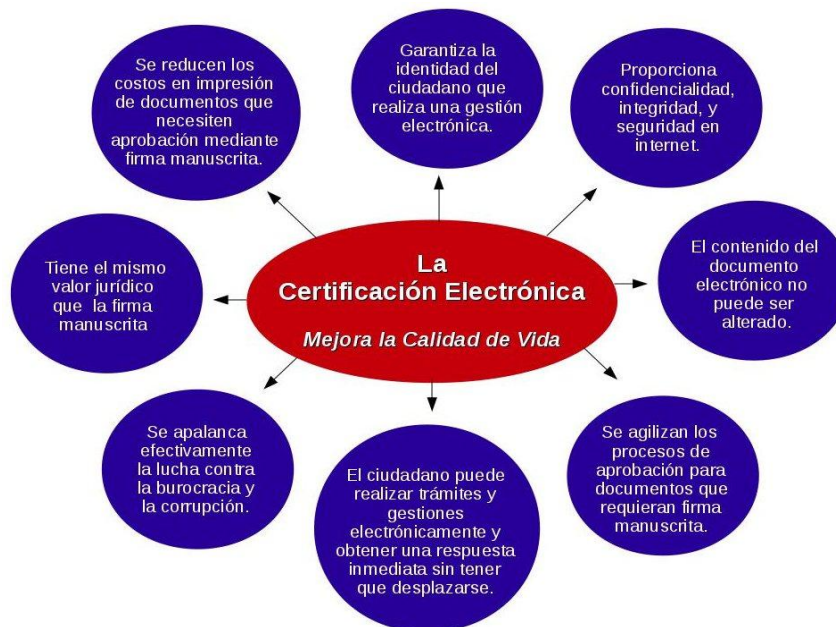 Se reducen los
costos en impresión
de documentos que
necesiten
aprobación mediante
firma manuscrita.
Garantiza la
identidad del
ciudadano que
realiza una gestión
electrónica.
Proporciona
confidencialidad,
integridad, y
seguridad en
internet.
Tiene el mismo
valor jurídico
que la firma
manuscrita
La
Certificación Electrónica
Mejora la Calidad de Vida
El contenido del
documento
electrónico no
puede ser
alterado.
Se apalanca
efectivamente
la lucha contra
la burocracia y
la corrupción.
El ciudadano puede
realizar trámites y
gestiones
electrónicamente y
obtener una respuesta
inmediata sin tener
que desplazarse.
Se agilizan los
procesos de
aprobación para
documentos que
requieran firma
manuscrita.